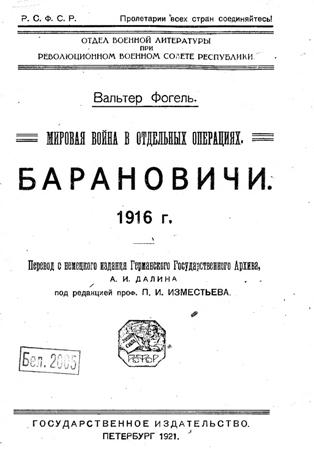 Р. С. Ф. С. Р. Пролетарии всех стран соединяйтесь!
ОТДЕЛ ВОЕННОЙ ЛИТЕРАТУРЫ
ПРИ
РЕВОЛЮЦИОННОМ ВОЕННОМ СОВЕТЕ РЕСПУБЛИКИ
Вальтер Фогель.
МИРОВАЯ ВОЙНА В ОТДЕЛЬНЫХ ОПЕРАЦИЯХ.
БАРАНОВИЧИ.
1916 г.
Перевод с немецкого издания Германского Государственного Архива,
А. И. ДАЛИНА
под редакцией проф. П. И. ИЗМЕСТЬЕВА.
Бел. 2005
ГОСУДАРСТВЕННОЕ ИЗДАТЕЛЬСТВО.
ПЕТЕРБУРГ 1921.